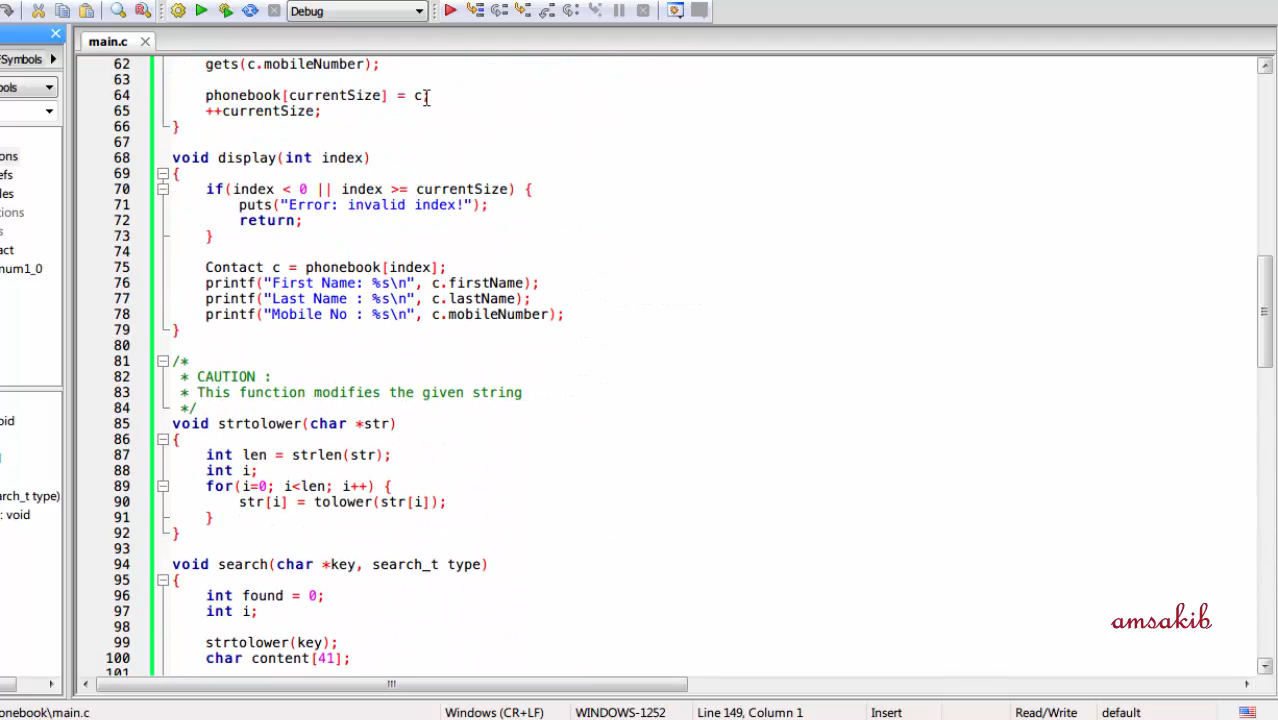 Debug
main.c
FSymbols
ools
ons
efs
les
tions
s
act
num1_0
oid
arch_t type)
: void
62 gets(c.mobileNumber);
63
64 phonebook[currentSize] = c;
65 ++currentSize;
66 }
67
68 void display(int index)
69 {
70 if(index < 0 || index >= currentSize) {
71 puts("Error: invalid index!");
72 return;
73 }
74
75 Contact c = phonebook[index];
76 printf("First Name: %s\n", c.firstName);
77 printf("Last Name : %s\n", c.lastName);
78 printf("Mobile No : %s\n", c.mobileNumber);
79 }
80
81 /*
82 * CAUTION :
83 * This function modifies the given string
84 */
85 void strtolower(char *str)
86 {
87 int len = strlen(str);
88 int i;
89 for(i=0; i<len; i++) {
90 str[i] = tolower(str[i]);
91 }
92 }
93
94 void search(char *key, search_t type)
95 {
96 int found = 0;
97 int i;
98
99 strtolower(key);
100 char content[41];
101
amsakib
onebook\main.c Windows (CR+LF) WINDOWS-1252 Line 149, Column 1 Insert Read/Write default